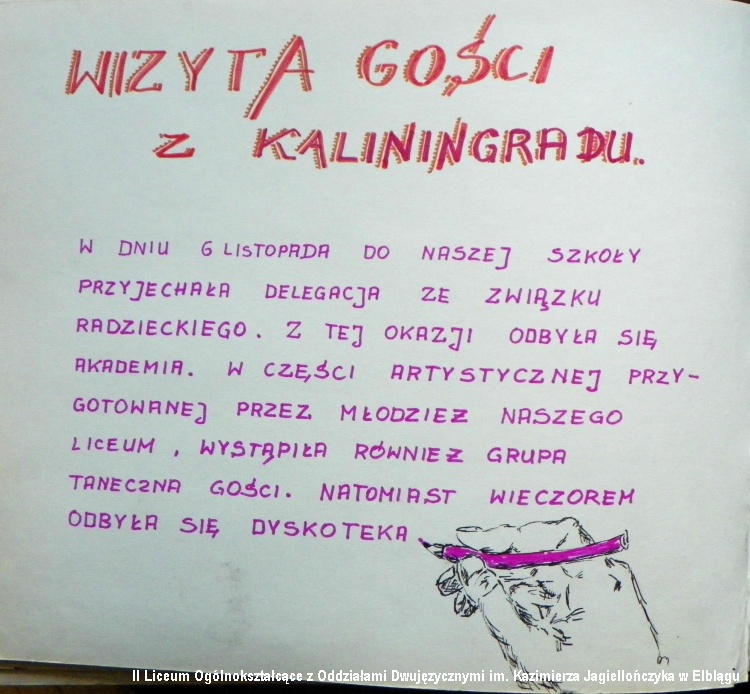 WIZYTA GOŚCI
Z KALININGRADU.
W DNIU 6 LISTOPADA DO NASZEJ SZKOŁY
PRZYJECHAŁA DELEGACJA ZE ZWIĄZKU
RADZIECKIEGO. Z TEJ OKAZJI ODBYŁA SIĘ
AKADEMIA. W CZĘŚCI ARTYSTYCZNEJ PRZY-
GOTOWANEJ PRZEZ MŁODZIEŻ NASZEGO
LICEUM, WYSTĄPIŁA RÓWNIEŻ GRUPA
TANECZNA GOŚCI. NATOMIAST WIECZOREM
ODBYŁA SIĘ DYSKOTEKA.
II Liceum Ogólnokształcące z Oddziałami Dwujęzycznymi im. Kazimierza Jagiellończyka w Elblągu